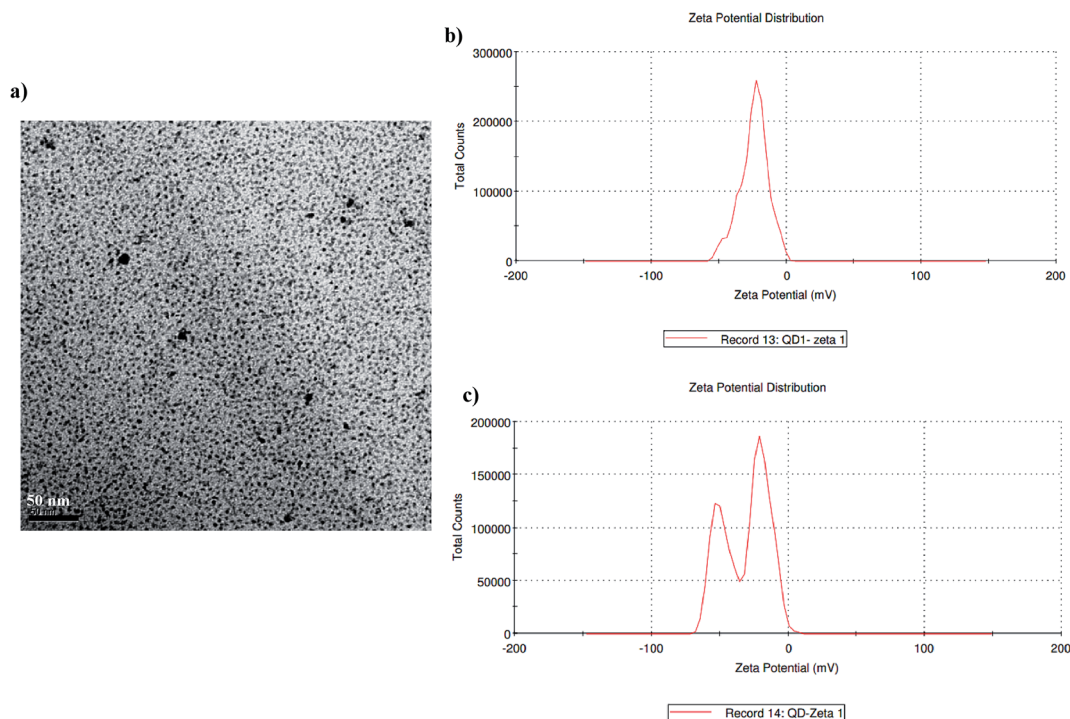 a)
50 nm
50 nm
b)
Zeta Potential Distribution
300000
200000
100000
0
Total Counts
-200
-100
0
100
200
Zeta Potential (mV)
Record 13: QD1- zeta 1
c)
Zeta Potential Distribution
200000
150000
100000
50000
0
Total Counts
-200
-100
0
100
200
Zeta Potential (mV)
Record 14: QD-Zeta 1